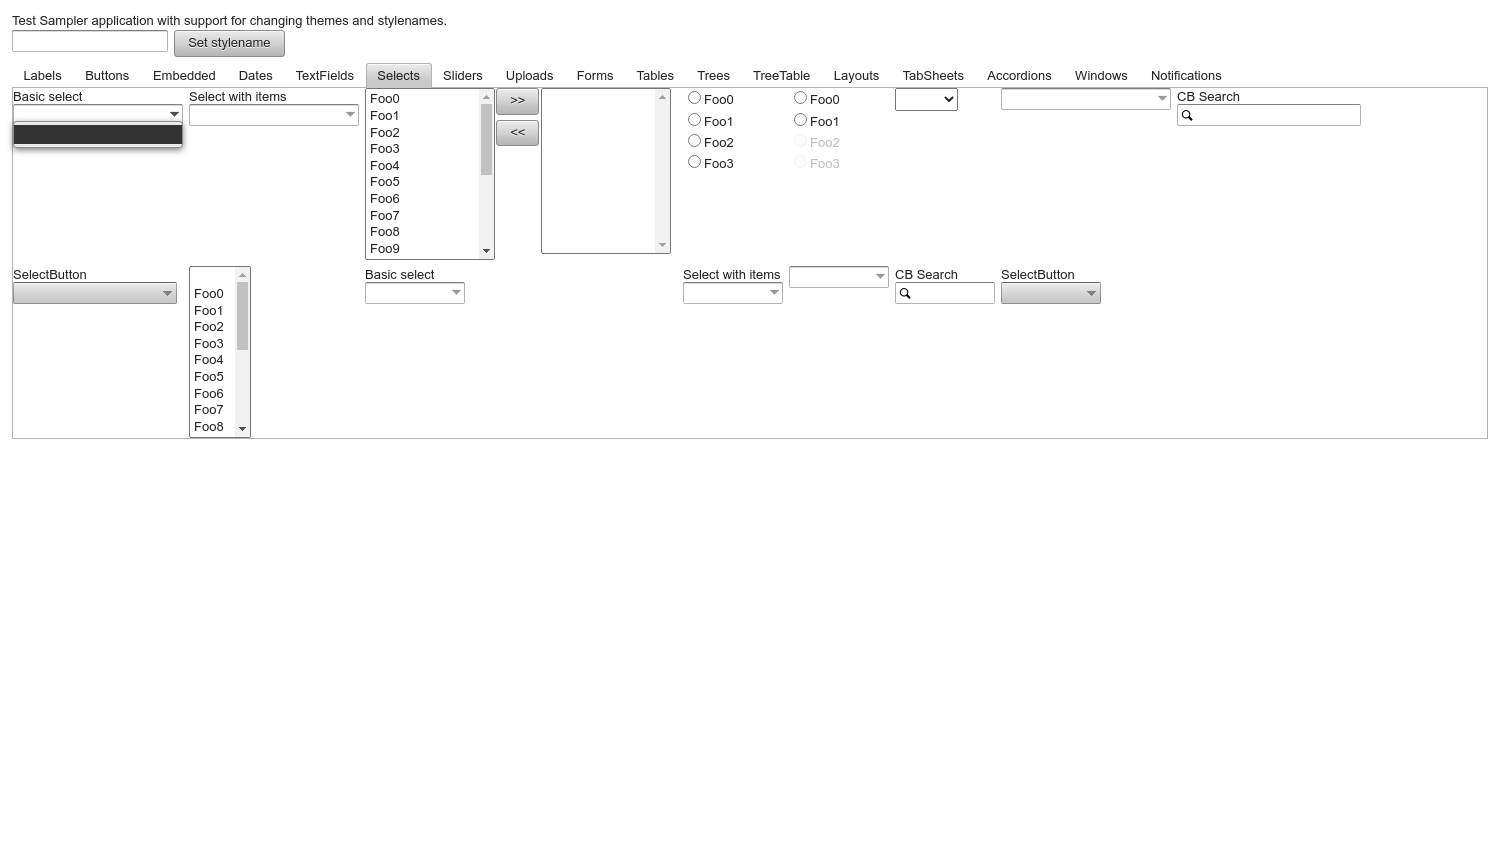 Test Sampler application with support for changing themes and stylenames.
Set stylename
Labels Buttons Embedded Dates TextFields Selects Sliders Uploads Forms Tables Trees TreeTable Layouts TabSheets Accordions Windows Notifications
Basic select
Select with items
Foo0
Foo1
Foo2
Foo3
Foo4
Foo5
Foo6
Foo7
Foo8
Foo9
>>
<<
Foo0
Foo1
Foo2
Foo3
Foo0
Foo1
Foo2
Foo3
CB Search
SelectButton
Foo0
Foo1
Foo2
Foo3
Foo4
Foo5
Foo6
Foo7
Foo8
Basic select
Select with items
CB Search
SelectButton